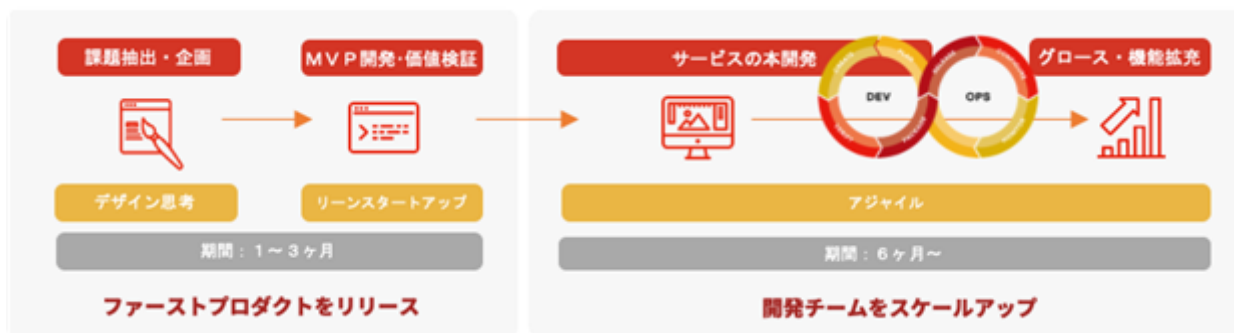 課題抽出・企画
MVP開発・価値検証
デザイン思考
リーンスタートアップ
期間：1〜3ヶ月
ファーストプロダクトをリリース
サービスの本開発
DEV
OPS
グロース・機能拡充
アジャイル
期間：6ヶ月〜
開発チームをスケールアップ